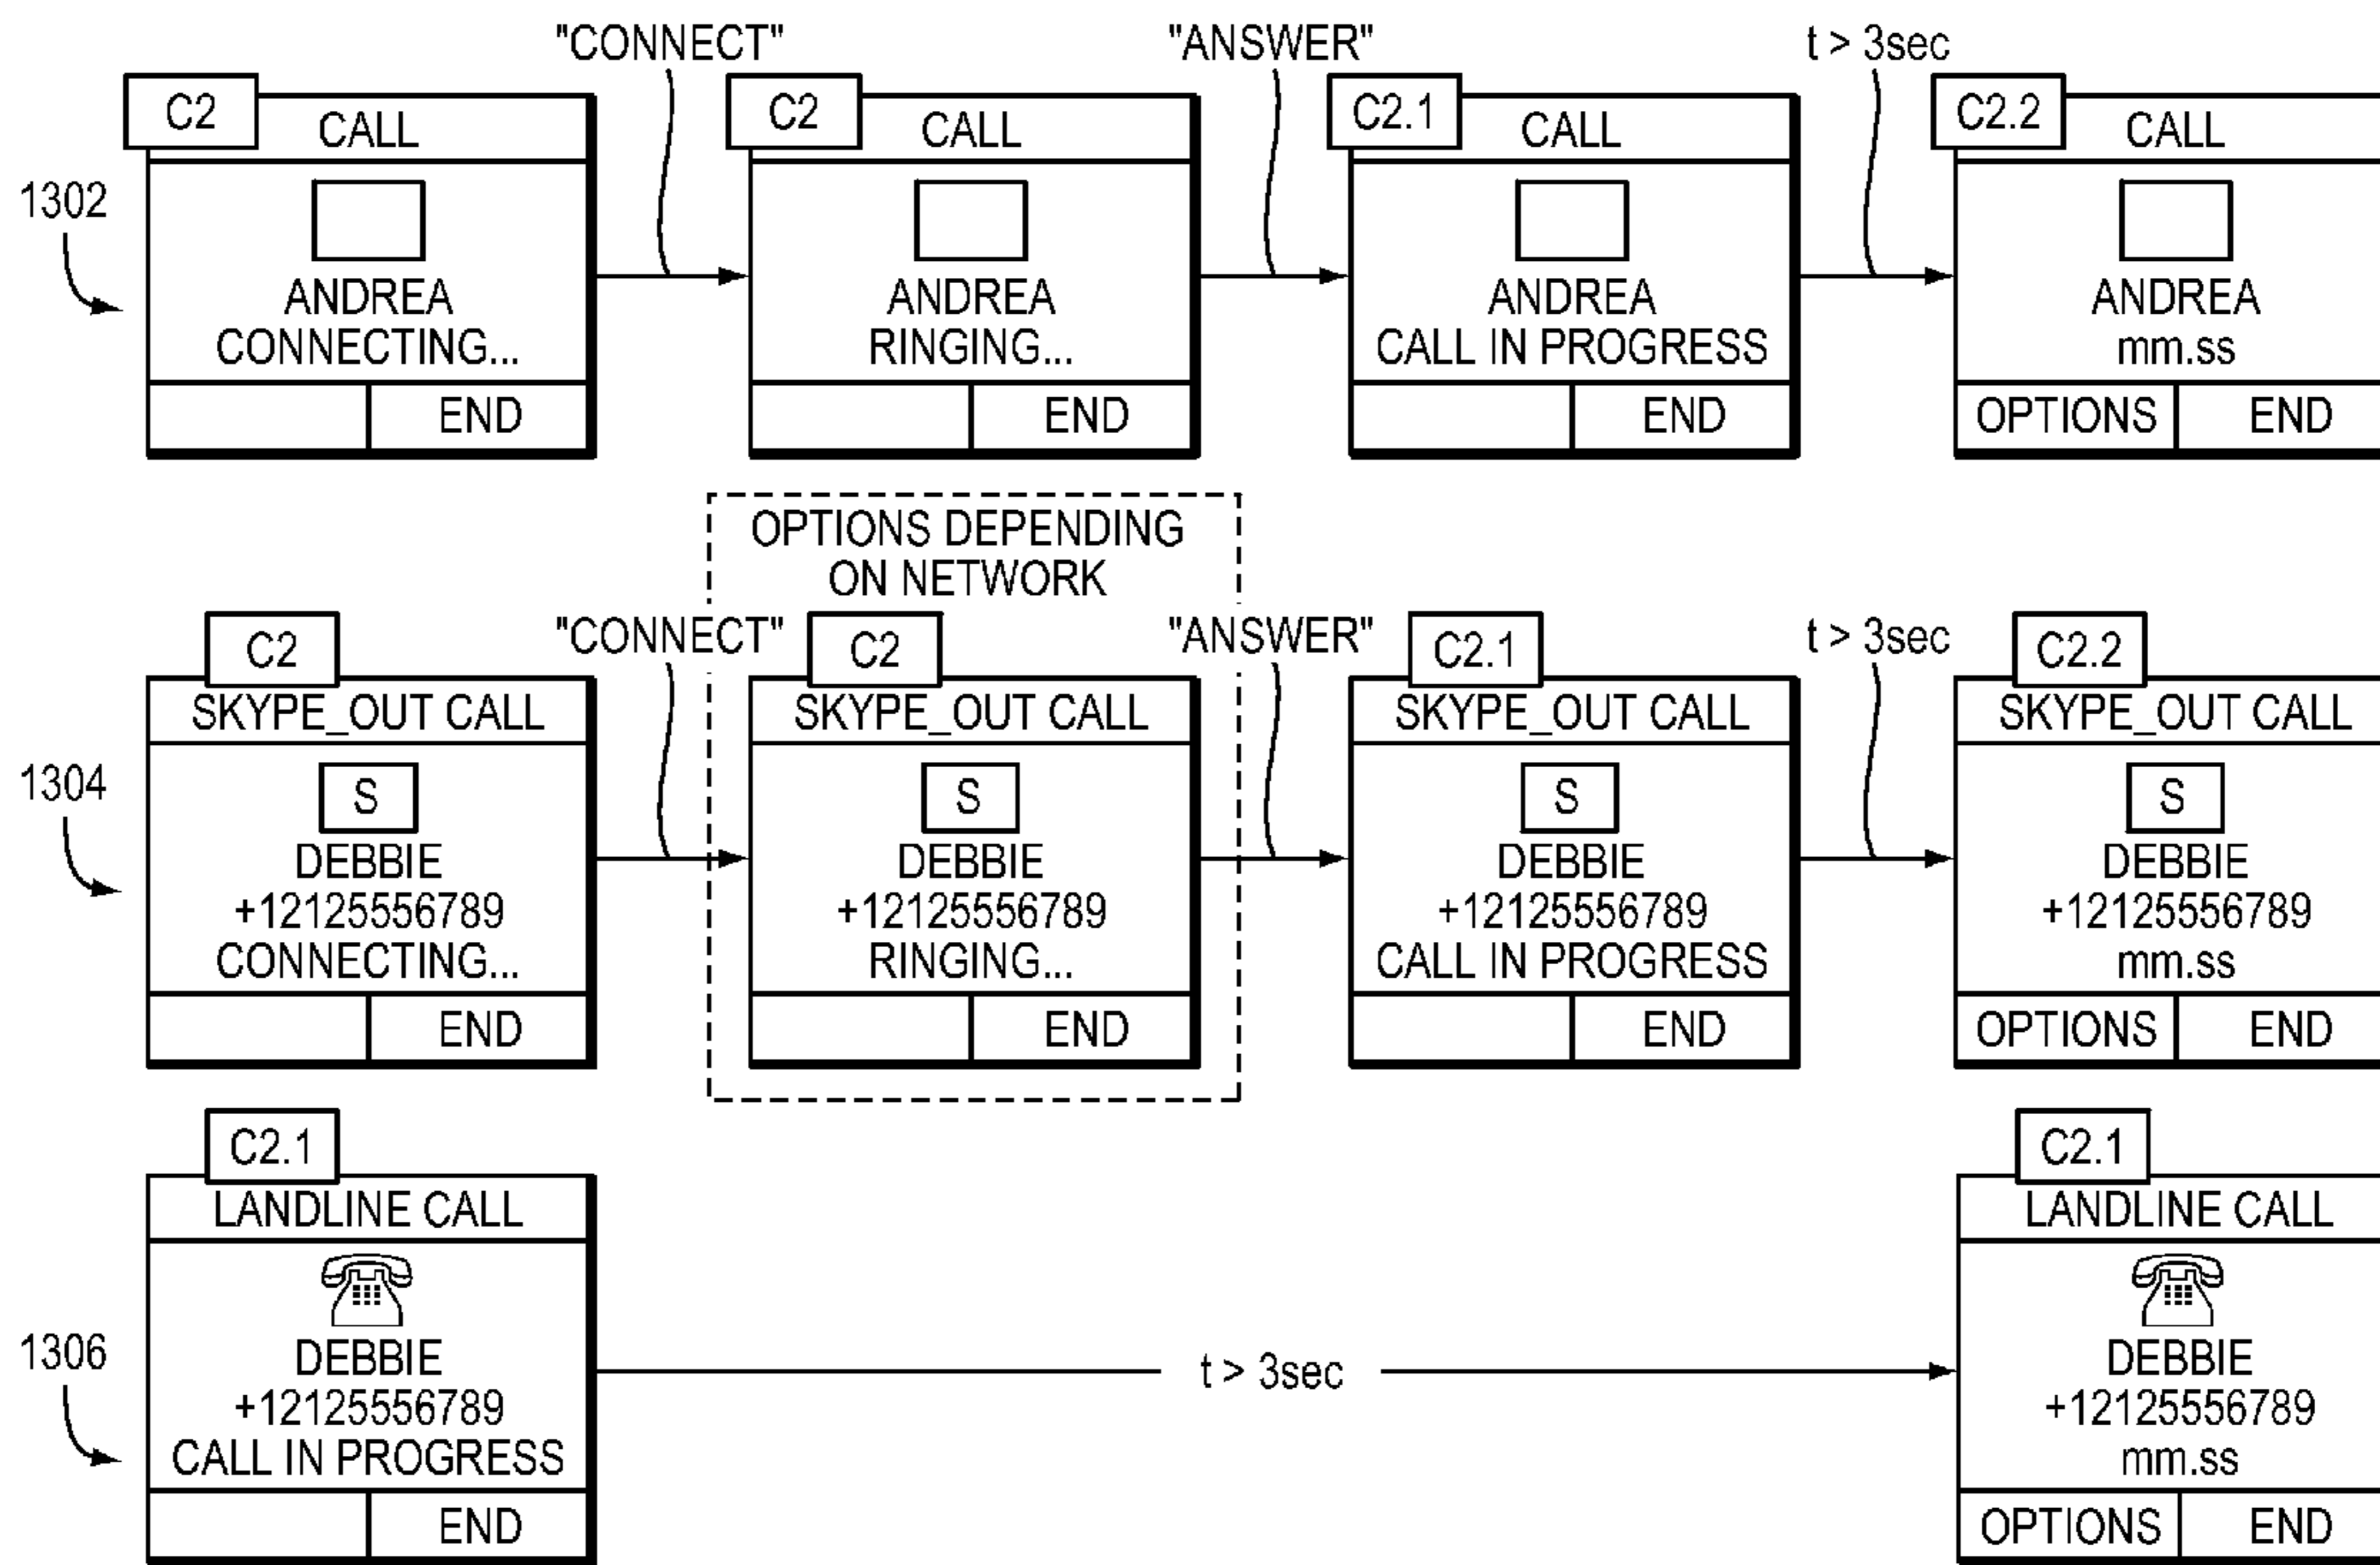 "CONNECT"
"ANSWER"
t > 3sec
1302
C2
CALL
ANDREA
CONNECTING...
END
C2
CALL
ANDREA
RINGING...
END
C2.1
CALL
ANDREA
CALL IN PROGRESS
END
C2.2
CALL
ANDREA
mm.ss
OPTIONS
END
OPTIONS DEPENDING
ON NETWORK
"CONNECT"
"ANSWER"
t > 3sec
1304
C2
SKYPE_OUT CALL
S
DEBBIE
+12125556789
CONNECTING...
END
C2
SKYPE_OUT CALL
S
DEBBIE
+12125556789
RINGING...
END
C2.1
SKYPE_OUT CALL
S
DEBBIE
+12125556789
CALL IN PROGRESS
END
C2.2
SKYPE_OUT CALL
S
DEBBIE
+12125556789
mm.ss
OPTIONS
END
1306
C2.1
LANDLINE CALL
DEBBIE
+12125556789
CALL IN PROGRESS
END
t > 3sec
C2.1
LANDLINE CALL
DEBBIE
+12125556789
mm.ss
OPTIONS
END